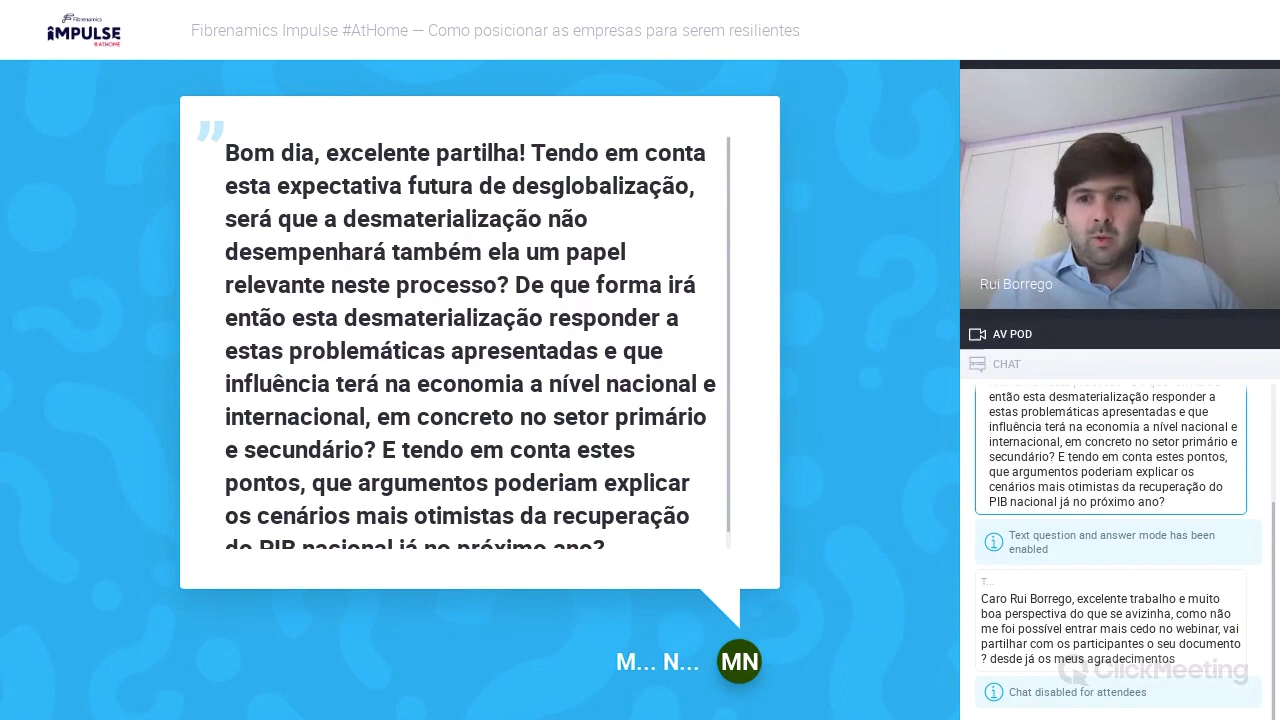 Fibrenamics
IMPULSE
#ATHOME
Fibrenamics Impulse #AtHome — Como posicionar as empresas para serem resilientes
Bom dia, excelente partilha! Tendo em conta
esta expectativa futura de desglobalização,
será que a desmaterialização não
desempenhará também ela um papel
relevante neste processo? De que forma irá
então esta desmaterialização responder a
estas problemáticas apresentadas e que
influência terá na economia a nível nacional e
internacional, em concreto no setor primário
e secundário? E tendo em conta estes
pontos, que argumentos poderiam explicar
os cenários mais otimistas da recuperação
do PIB nacional já no próximo ano?
M... N...
MN
Rui Borrego
AV POD
CHAT
então esta desmaterialização responder a
estas problemáticas apresentadas e que
influência terá na economia a nível nacional e
internacional, em concreto no setor primário e
secundário? E tendo em conta estes pontos,
que argumentos poderiam explicar os
cenários mais otimistas da recuperação do
PIB nacional já no próximo ano?
Text question and answer mode has been
enabled
T...
Caro Rui Borrego, excelente trabalho e muito
boa perspectiva do que se avizinha, como não
me foi possível entrar mais cedo no webinar, vai
partilhar com os participantes o seu documento
? desde já os meus agradecimentos
ClickMeeting
Chat disabled for attendees